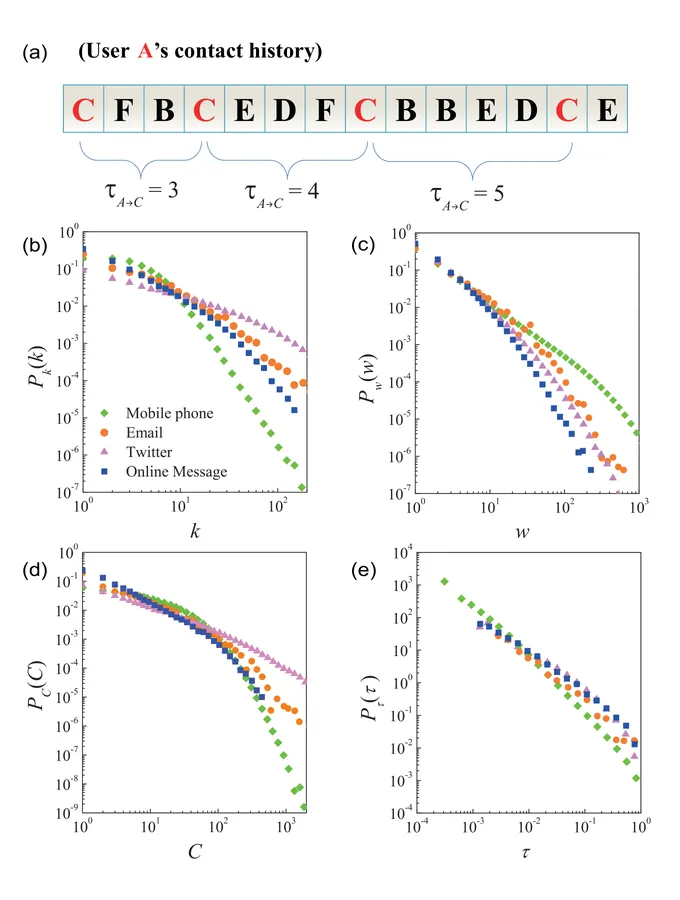 (a) (User A's contact history)
C F B C E D F C B B E D C E
τA→C = 3 τA→C = 4 τA→C = 5
(b)
10^0
10^-1
10^-2
10^-3
10^-4
10^-5
10^-6
10^-7
Pk(k)
Mobile phone
Email
Twitter
Online Message
10^0 10^1 10^2
k
(c)
10^0
10^-1
10^-2
10^-3
10^-4
10^-5
10^-6
10^-7
Pw(w)
10^0 10^1 10^2 10^3
w
(d)
10^0
10^-1
10^-2
10^-3
10^-4
10^-5
10^-6
10^-7
10^-8
10^-9
PC(C)
10^0 10^1 10^2 10^3
C
(e)
10^4
10^3
10^2
10^1
10^0
10^-1
10^-2
10^-3
10^-4
Pτ(τ)
10^-4 10^-3 10^-2 10^-1 10^0
τ